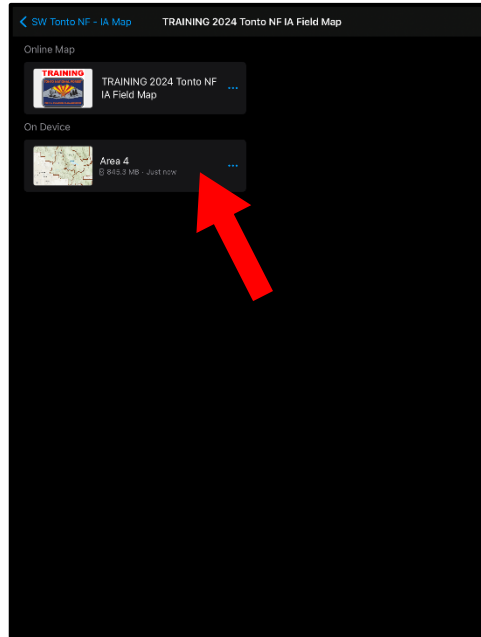 SW Tonto NF - IA Map
TRAINING 2024 Tonto NF IA Field Map
Online Map
TRAINING
TRAINING 2024 Tonto NF
IA Field Map
On Device
Area 4
845.3 MB · Just now